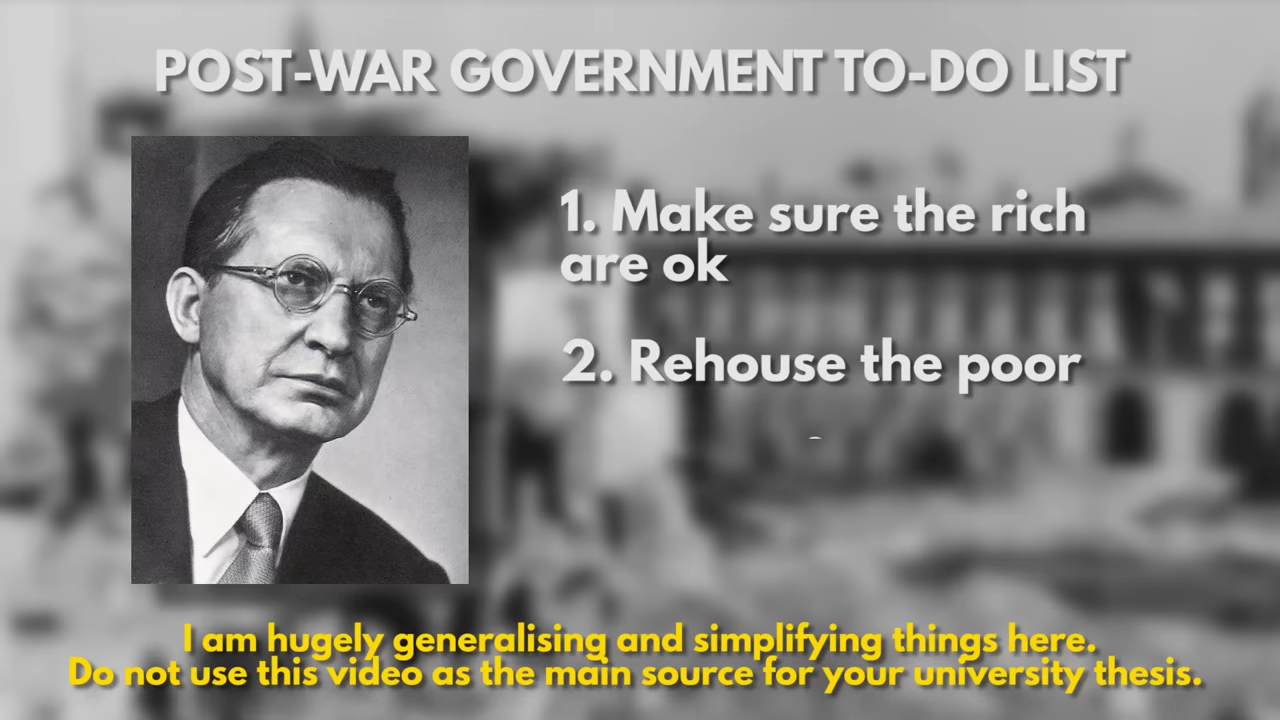 POST-WAR GOVERNMENT TO-DO LIST
1. Make sure the rich
are ok
2. Rehouse the poor
I am hugely generalising and simplifying things here.
Do not use this video as the main source for your university thesis.